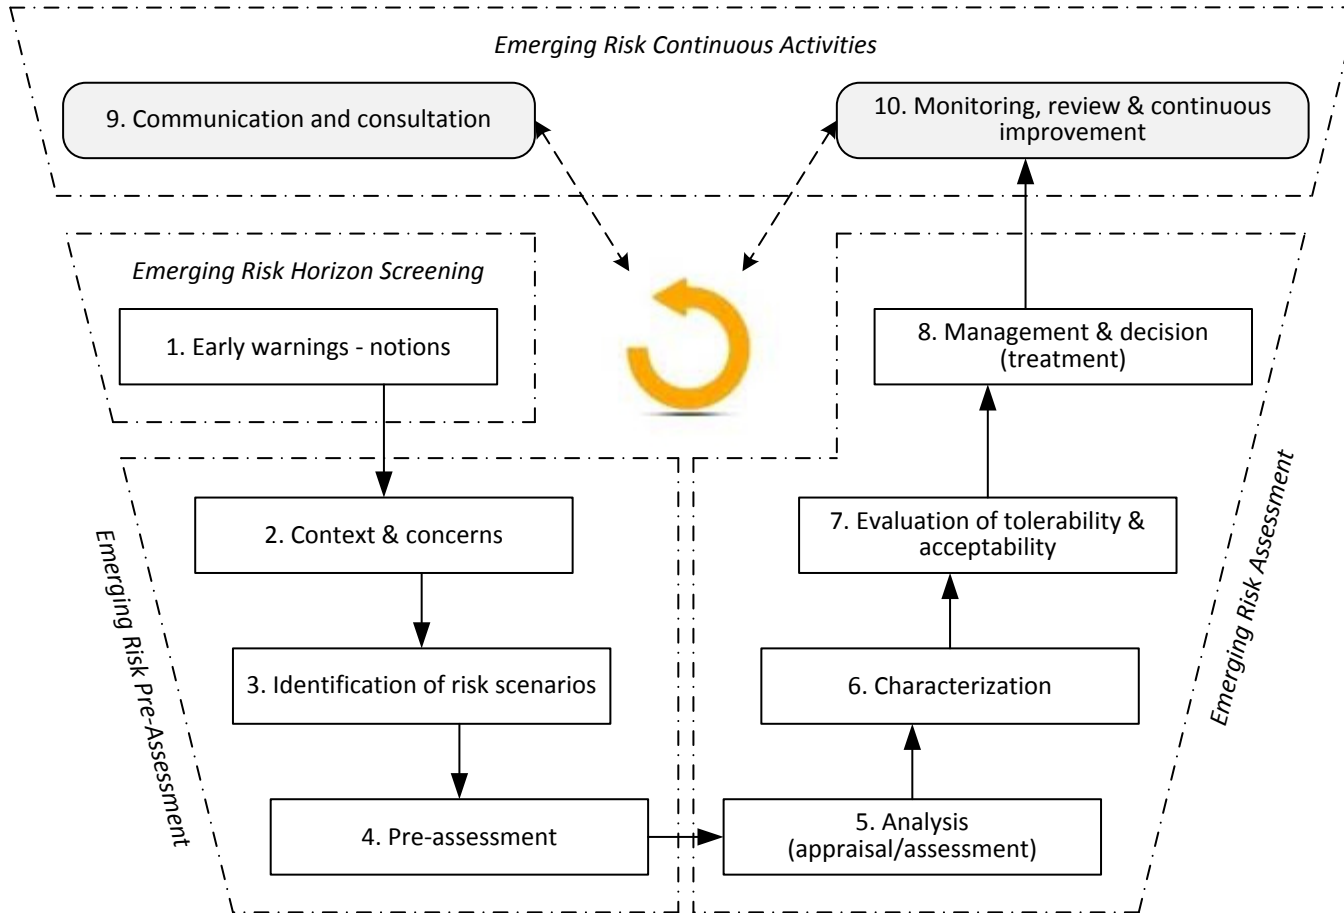 Emerging Risk Continuous Activities
9. Communication and consultation
10. Monitoring, review & continuous
improvement
Emerging Risk Horizon Screening
1. Early warnings - notions
8. Management & decision
(treatment)
2. Context & concerns
7. Evaluation of tolerability &
acceptability
Emerging Risk Pre-Assessment
Emerging Risk Assessment
3. Identification of risk scenarios
6. Characterization
4. Pre-assessment
5. Analysis
(appraisal/assessment)